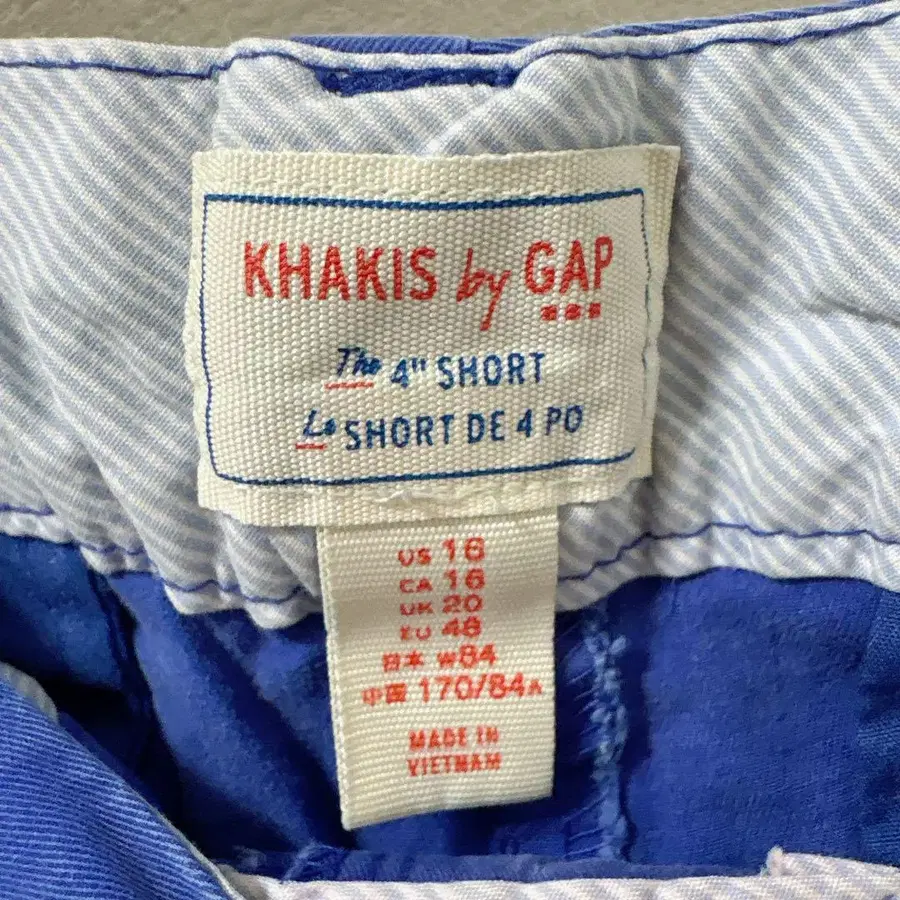 KHAKIS by GAP
The 4" SHORT
Le SHORT DE 4 PO
US 16
CA 16
UK 20
EU 48
日本 W84
中国 170/84A
MADE IN
VIETNAM